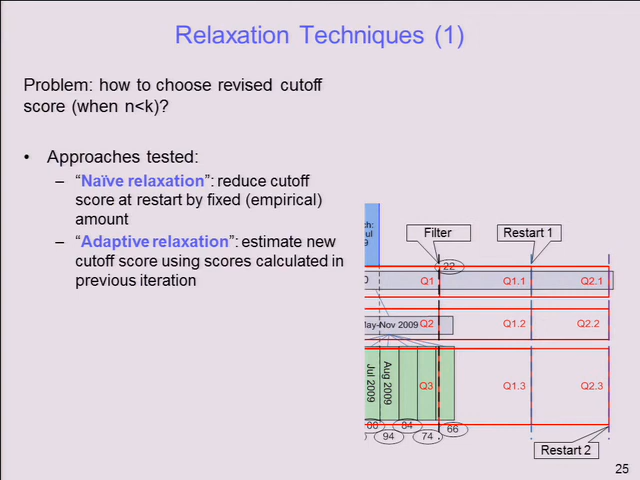 Relaxation Techniques (1)
Problem: how to choose revised cutoff
score (when n<k)?
• Approaches tested:
– “Naïve relaxation”: reduce cutoff
score at restart by fixed (empirical)
amount
– “Adaptive relaxation”: estimate new
cutoff score using scores calculated in
previous iteration
Filter
Restart 1
22
Q1
Q1.1
Q2.1
May-Nov 2009
Q2
Q1.2
Q2.2
Jul 2009
Aug 2009
Q3
Q1.3
Q2.3
84
66
94
74
Restart 2
25